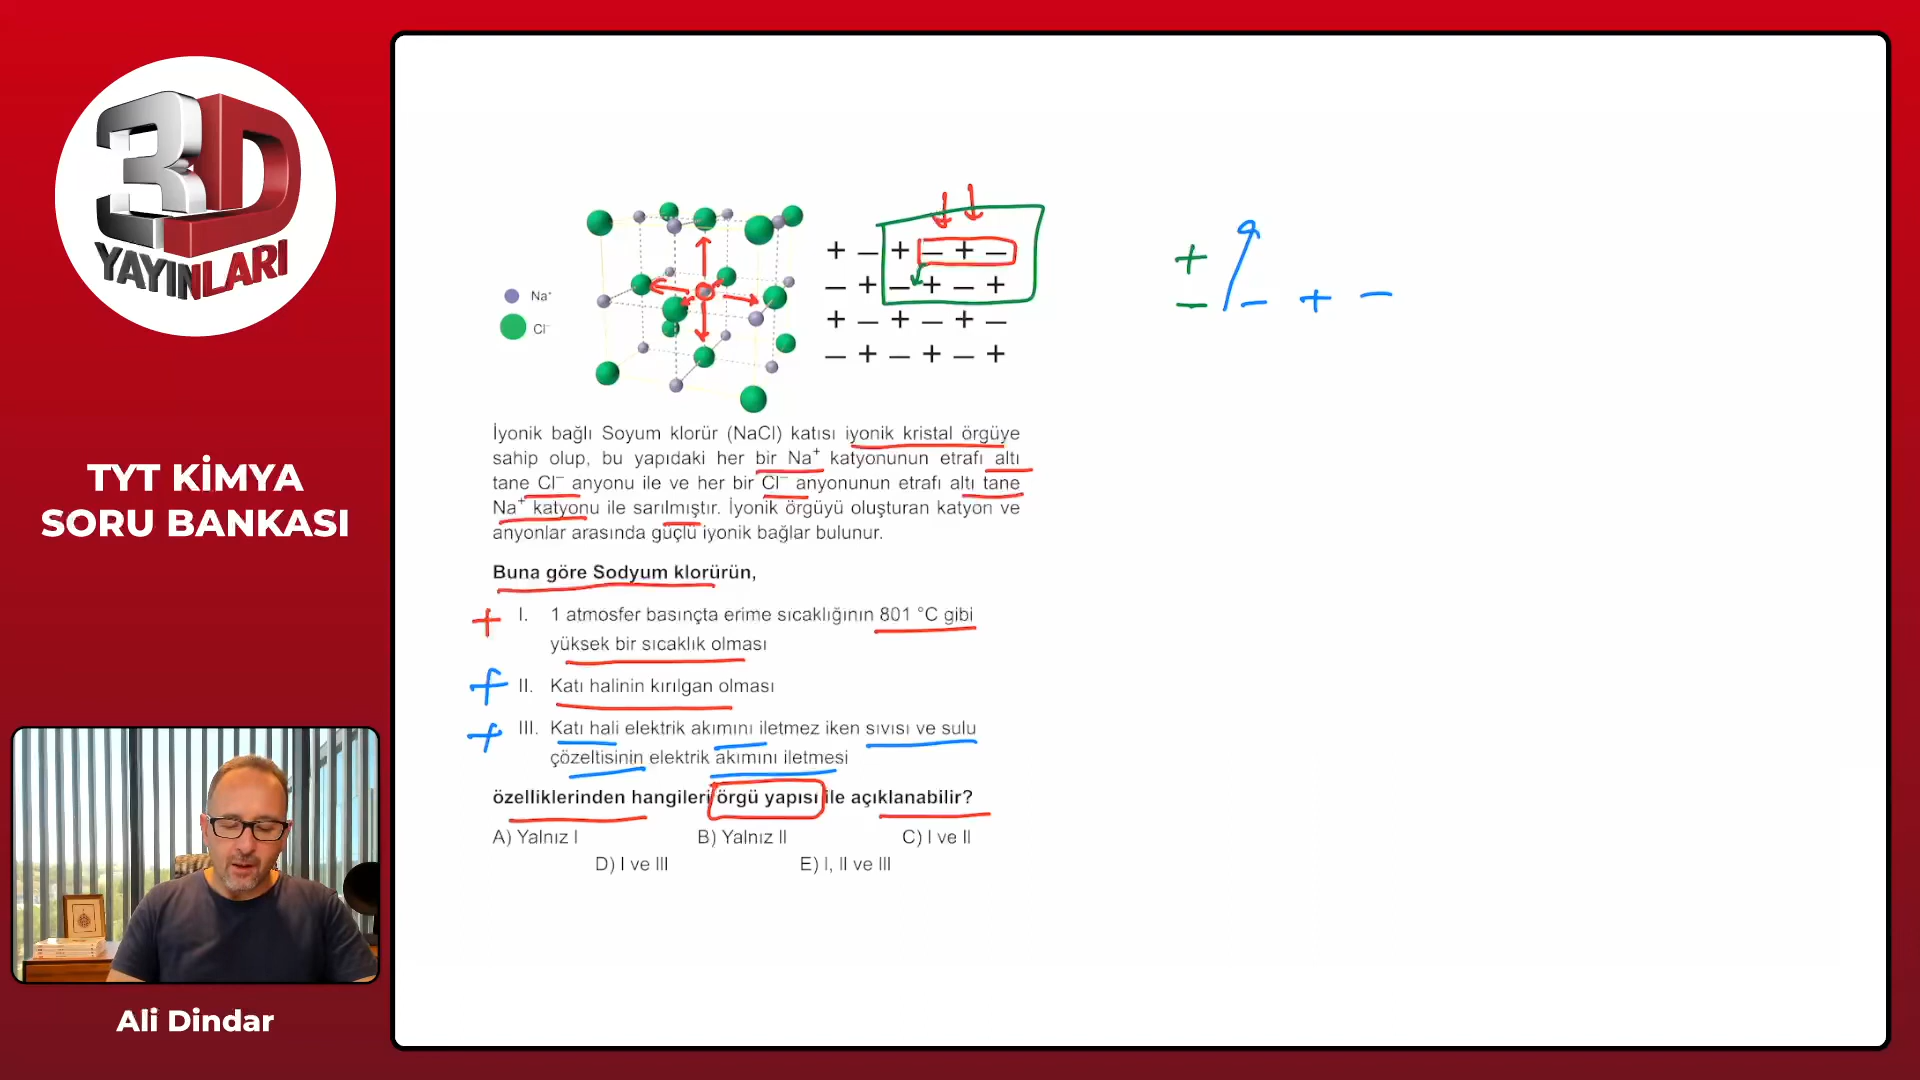 3D
YAYINLARI
TYT KİMYA
SORU BANKASI
Ali Dindar
Na⁺
Cl⁻
+ — + — + —
— + — + — +
+ — + — + —
— + — + — +
+
— — + —
İyonik bağlı Soyum klorür (NaCl) katısı iyonik kristal örgüye
sahip olup, bu yapıdaki her bir Na⁺ katyonunun etrafı altı
tane Cl⁻ anyonu ile ve her bir Cl⁻ anyonunun etrafı altı tane
Na⁺ katyonu ile sarılmıştır. İyonik örgüyü oluşturan katyon ve
anyonlar arasında güçlü iyonik bağlar bulunur.
Buna göre Sodyum klorürün,
+ I. 1 atmosfer basınçta erime sıcaklığının 801 °C gibi
yüksek bir sıcaklık olması
+ II. Katı halinin kırılgan olması
+ III. Katı hali elektrik akımını iletmez iken sıvısı ve sulu
çözeltisinin elektrik akımını iletmesi
özelliklerinden hangileri örgü yapısı ile açıklanabilir?
A) Yalnız I B) Yalnız II C) I ve II
D) I ve III E) I, II ve III